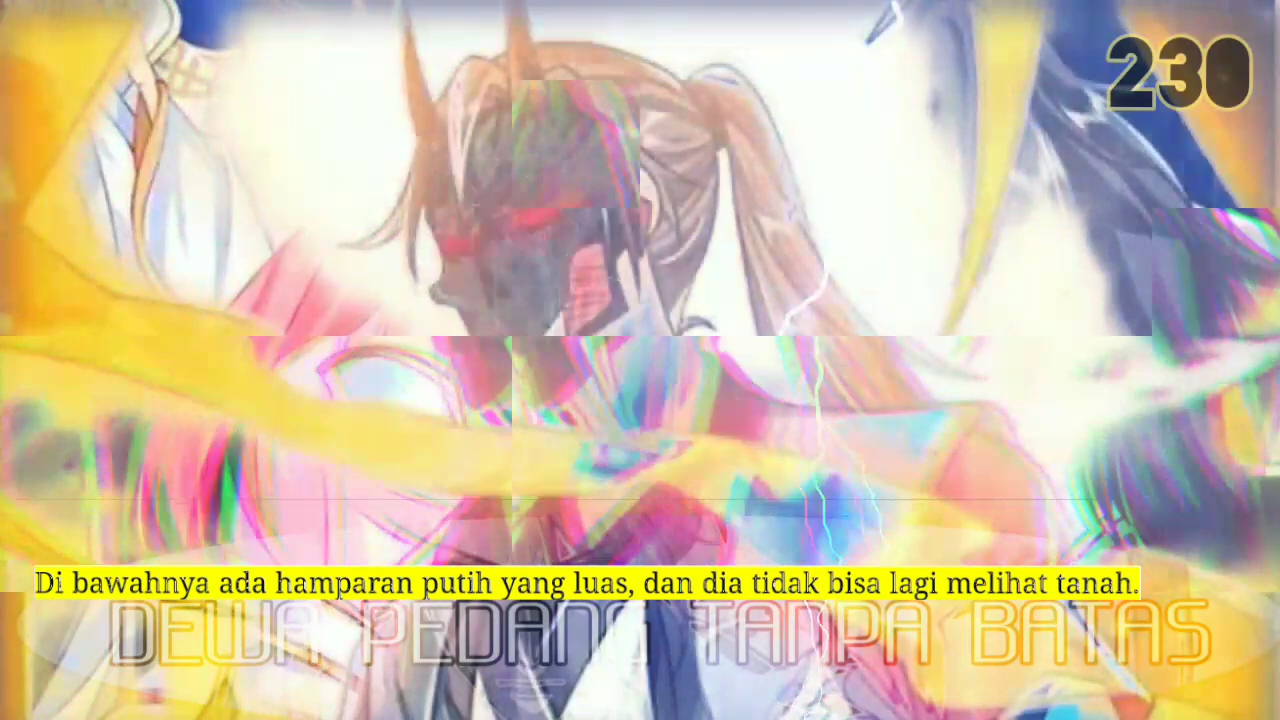 230
Di bawahnya ada hamparan putih yang luas, dan dia tidak bisa lagi melihat tanah.
DEWA PEDANG TANPA BATAS